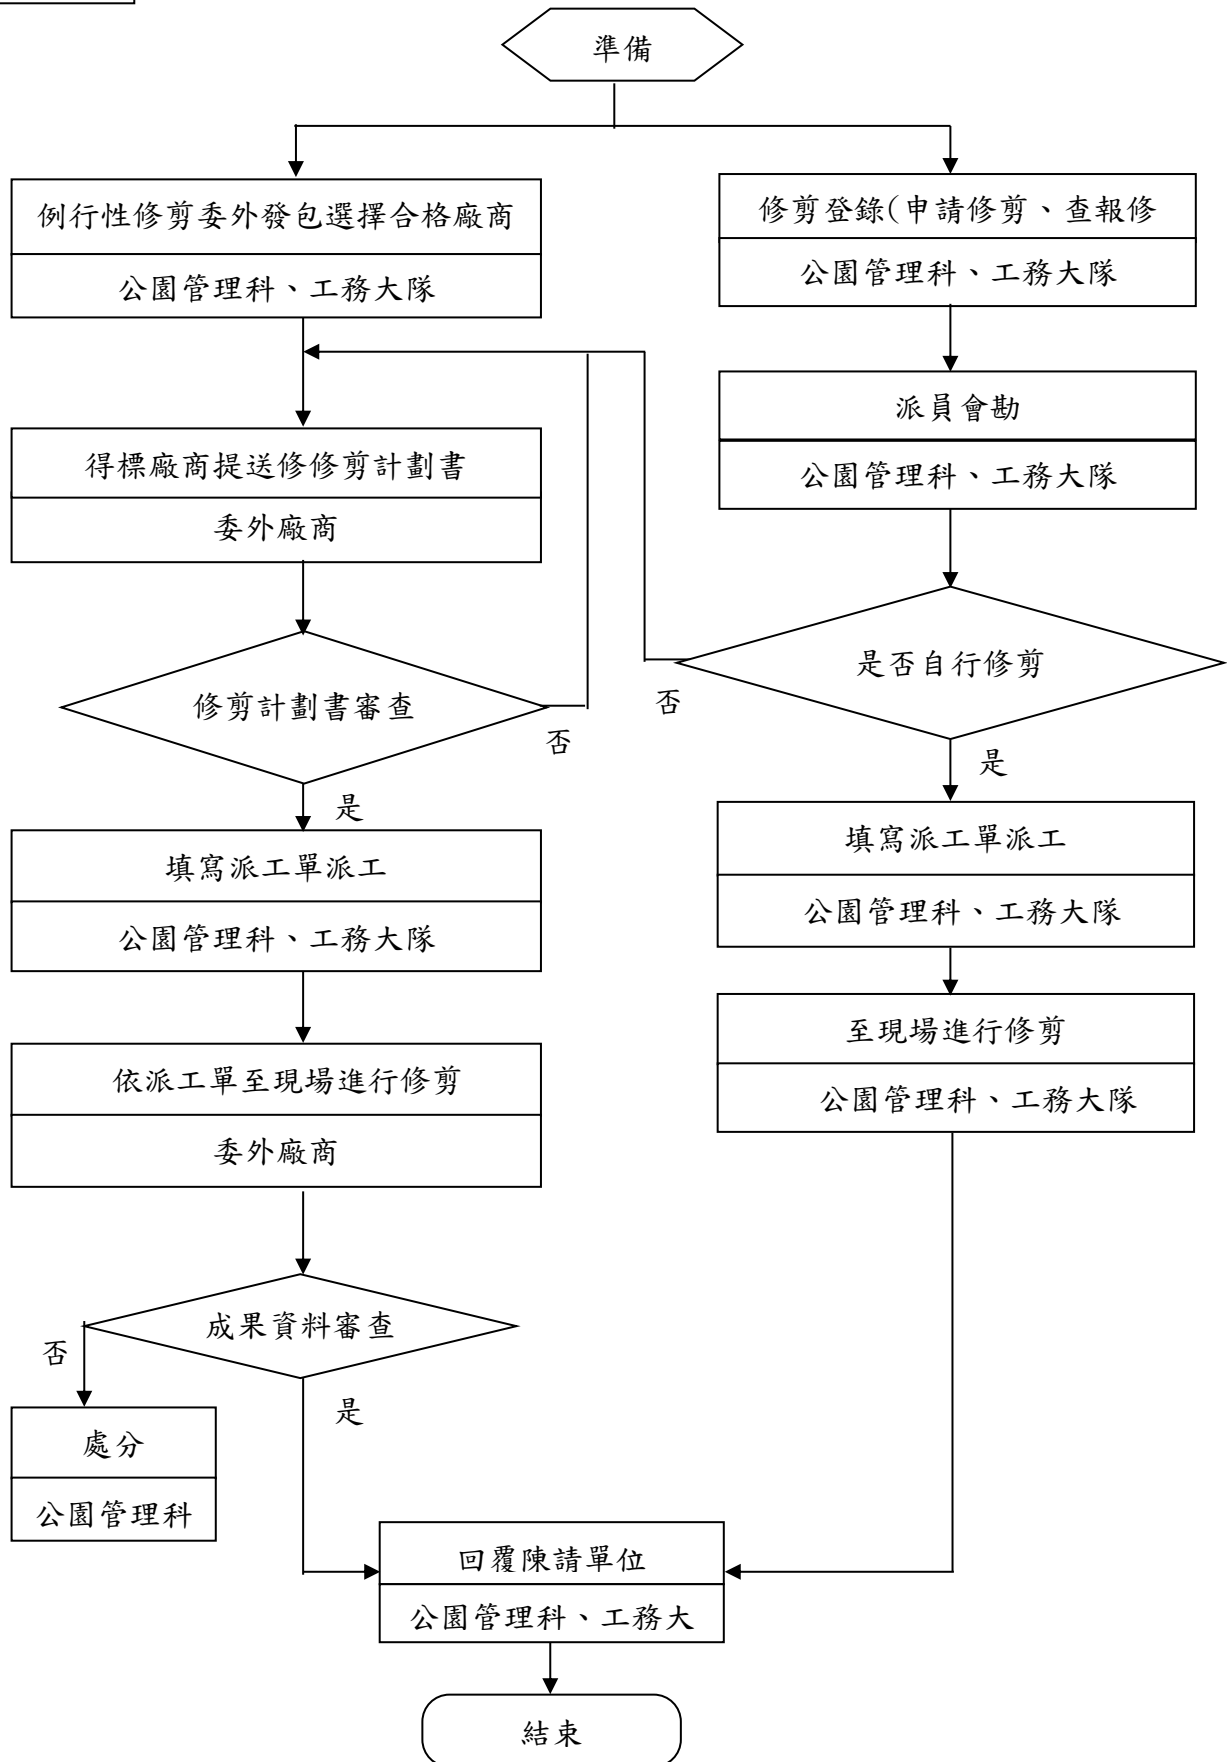 準備
例行性修剪委外發包選擇合格廠商
公園管理科、工務大隊
修剪登錄(申請修剪、查報修
公園管理科、工務大隊
派員會勘
公園管理科、工務大隊
得標廠商提送修修剪計劃書
委外廠商
是否自行修剪
否
是
修剪計劃書審查
否
是
填寫派工單派工
公園管理科、工務大隊
填寫派工單派工
公園管理科、工務大隊
至現場進行修剪
公園管理科、工務大隊
依派工單至現場進行修剪
委外廠商
成果資料審查
否
是
處分
公園管理科
回覆陳請單位
公園管理科、工務大
結束